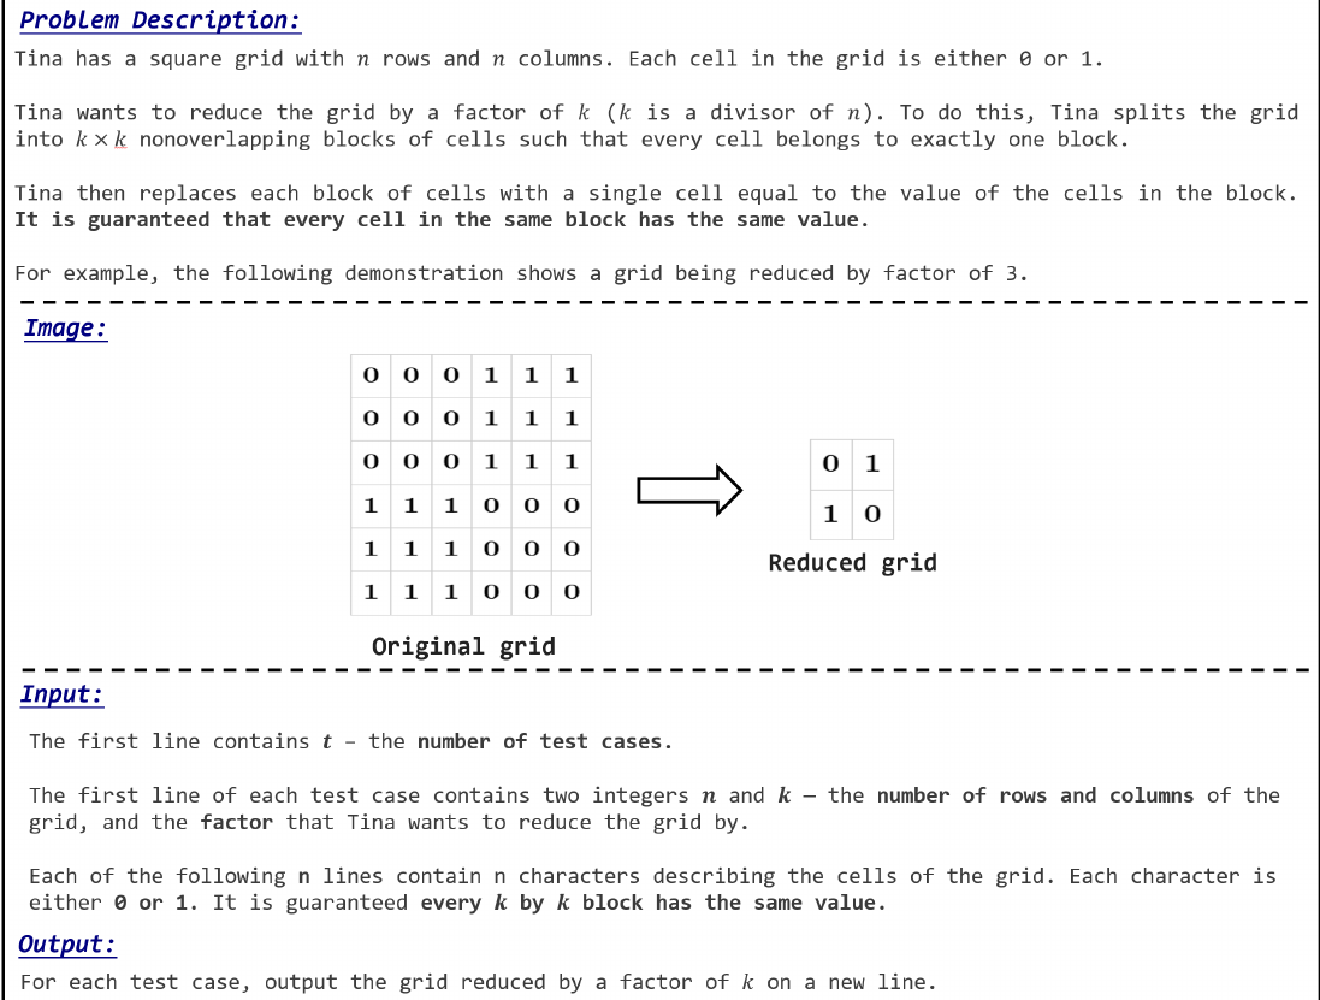 Problem Description:
Tina has a square grid with n rows and n columns. Each cell in the grid is either 0 or 1.
Tina wants to reduce the grid by a factor of k (k is a divisor of n). To do this, Tina splits the grid
into k × k nonoverlapping blocks of cells such that every cell belongs to exactly one block.
Tina then replaces each block of cells with a single cell equal to the value of the cells in the block.
It is guaranteed that every cell in the same block has the same value.
For example, the following demonstration shows a grid being reduced by factor of 3.
Image:
0 0 0 1 1 1
0 0 0 1 1 1
0 0 0 1 1 1
1 1 1 0 0 0
1 1 1 0 0 0
1 1 1 0 0 0
Original grid
0 1
1 0
Reduced grid
Input:
The first line contains t – the number of test cases.
The first line of each test case contains two integers n and k – the number of rows and columns of the
grid, and the factor that Tina wants to reduce the grid by.
Each of the following n lines contain n characters describing the cells of the grid. Each character is
either 0 or 1. It is guaranteed every k by k block has the same value.
Output:
For each test case, output the grid reduced by a factor of k on a new line.